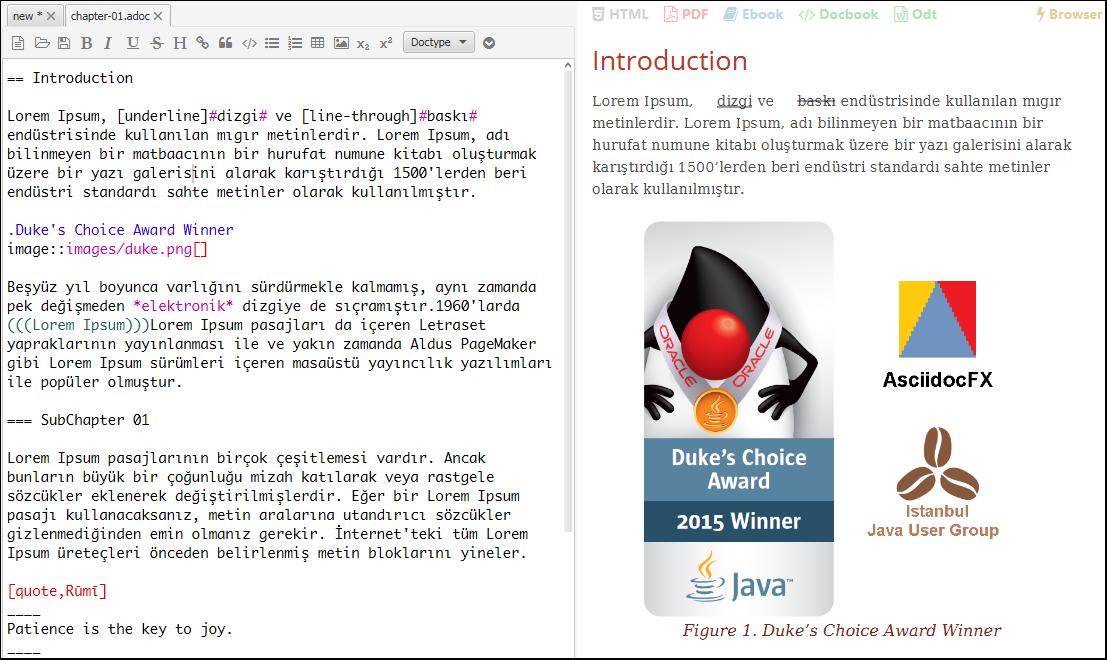 new *
chapter-01.adoc
B I U S H x₂ x²
Doctype
== Introduction
Lorem Ipsum, [underline]#dizgi# ve [line-through]#baskı#
endüstrisinde kullanılan mıgır metinlerdir. Lorem Ipsum, adı
bilinmeyen bir matbaacının bir hurufat numune kitabı oluşturmak
üzere bir yazı galerisini alarak karıştırdığı 1500'lerden beri
endüstri standardı sahte metinler olarak kullanılmıştır.
.Duke's Choice Award Winner
image::images/duke.png[]
Beşyüz yıl boyunca varlığını sürdürmekle kalmamış, aynı zamanda
pek değişmeden *elektronik* dizgiye de sıçramıştır.1960'larda
(((Lorem Ipsum)))Lorem Ipsum pasajları da içeren Letraset
yapraklarının yayınlanması ile ve yakın zamanda Aldus PageMaker
gibi Lorem Ipsum sürümleri içeren masaüstü yayıncılık yazılımları
ile popüler olmuştur.
=== SubChapter 01
Lorem Ipsum pasajlarının birçok çeşitlemesi vardır. Ancak
bunların büyük bir çoğunluğu mizah katılarak veya rastgele
sözcükler eklenerek değiştirilmişlerdir. Eğer bir Lorem Ipsum
pasajı kullanacaksanız, metin aralarına utandırıcı sözcükler
gizlenmediğinden emin olmanız gerekir. İnternet'teki tüm Lorem
Ipsum üreteçleri önceden belirlenmiş metin bloklarını yineler.
[quote,Rūmī]
____
Patience is the key to joy.
____
HTML PDF Ebook Docbook Odt Browser
Introduction
Lorem Ipsum, dizgi ve baskı endüstrisinde kullanılan mıgır
metinlerdir. Lorem Ipsum, adı bilinmeyen bir matbaacının bir
hurufat numune kitabı oluşturmak üzere bir yazı galerisini alarak
karıştırdığı 1500’lerden beri endüstri standardı sahte metinler
olarak kullanılmıştır.
ORACLE ORACLE
Duke’s Choice
Award
2015 Winner
Java™
AsciidocFX
Istanbul
Java User Group
Figure 1. Duke’s Choice Award Winner